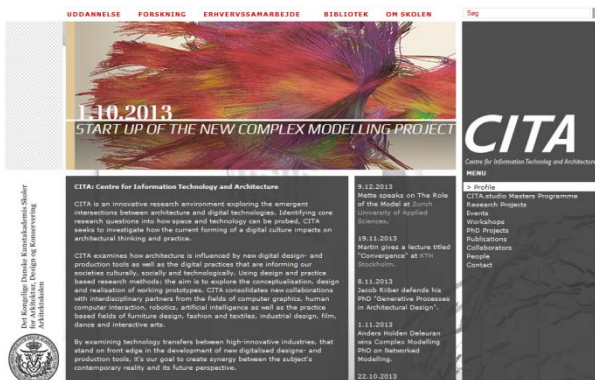 UDDANNELSE FORSKNING ERHVERVSSAMARBEJDE BIBLIOTEK OM SKOLEN
Søg
1.10.2013
START UP OF THE NEW COMPLEX MODELLING PROJECT
CITA
Centre for Information Technology and Architecture
MENU
> Profile
CITA.studio Masters Programme
Research Projects
Events
Workshops
PhD Projects
Publications
Collaborators
People
Contact
CITA: Centre for Information Technology and Architecture
CITA is an innovative research environment exploring the emergent
intersections between architecture and digital technologies. Identifying core
research questions into how space and technology can be probed, CITA
seeks to investigate how the current forming of a digital culture impacts on
architectural thinking and practice.
CITA examines how architecture is influenced by new digital design- and
production tools as well as the digital practices that are informing our
societies culturally, socially and technologically. Using design and practice
based research methods; the aim is to explore the conceptualisation, design
and realisation of working prototypes. CITA consolidates new collaborations
with interdisciplinary partners from the fields of computer graphics, human
computer interaction, robotics, artificial intelligence as well as the practice
based fields of furniture design, fashion and textiles, industrial design, film,
dance and interactive arts.
By examining technology transfers between high-innovative industries, that
stand on front edge in the development of new digitalised designs- and
production tools, it's our goal to create synergy between the subject's
contemporary reality and its future perspective.
9.12.2013
Mette speaks on The Role
of the Model at Zurich
University of Applied
Sciences.
19.11.2013
Martin gives a lecture titled
"Convergence" at KTH
Stockholm.
8.11.2013
Jacob Riiber defends his
PhD "Generative Processes
in Architectural Design".
1.11.2013
Anders Holden Deleuran
wins Complex Modelling
PhD on Networked
Modelling.
22.10.2013
Det Kongelige Danske Kunstakademis Skoler
for Arkitektur, Design og Konservering
Arkitektskolen